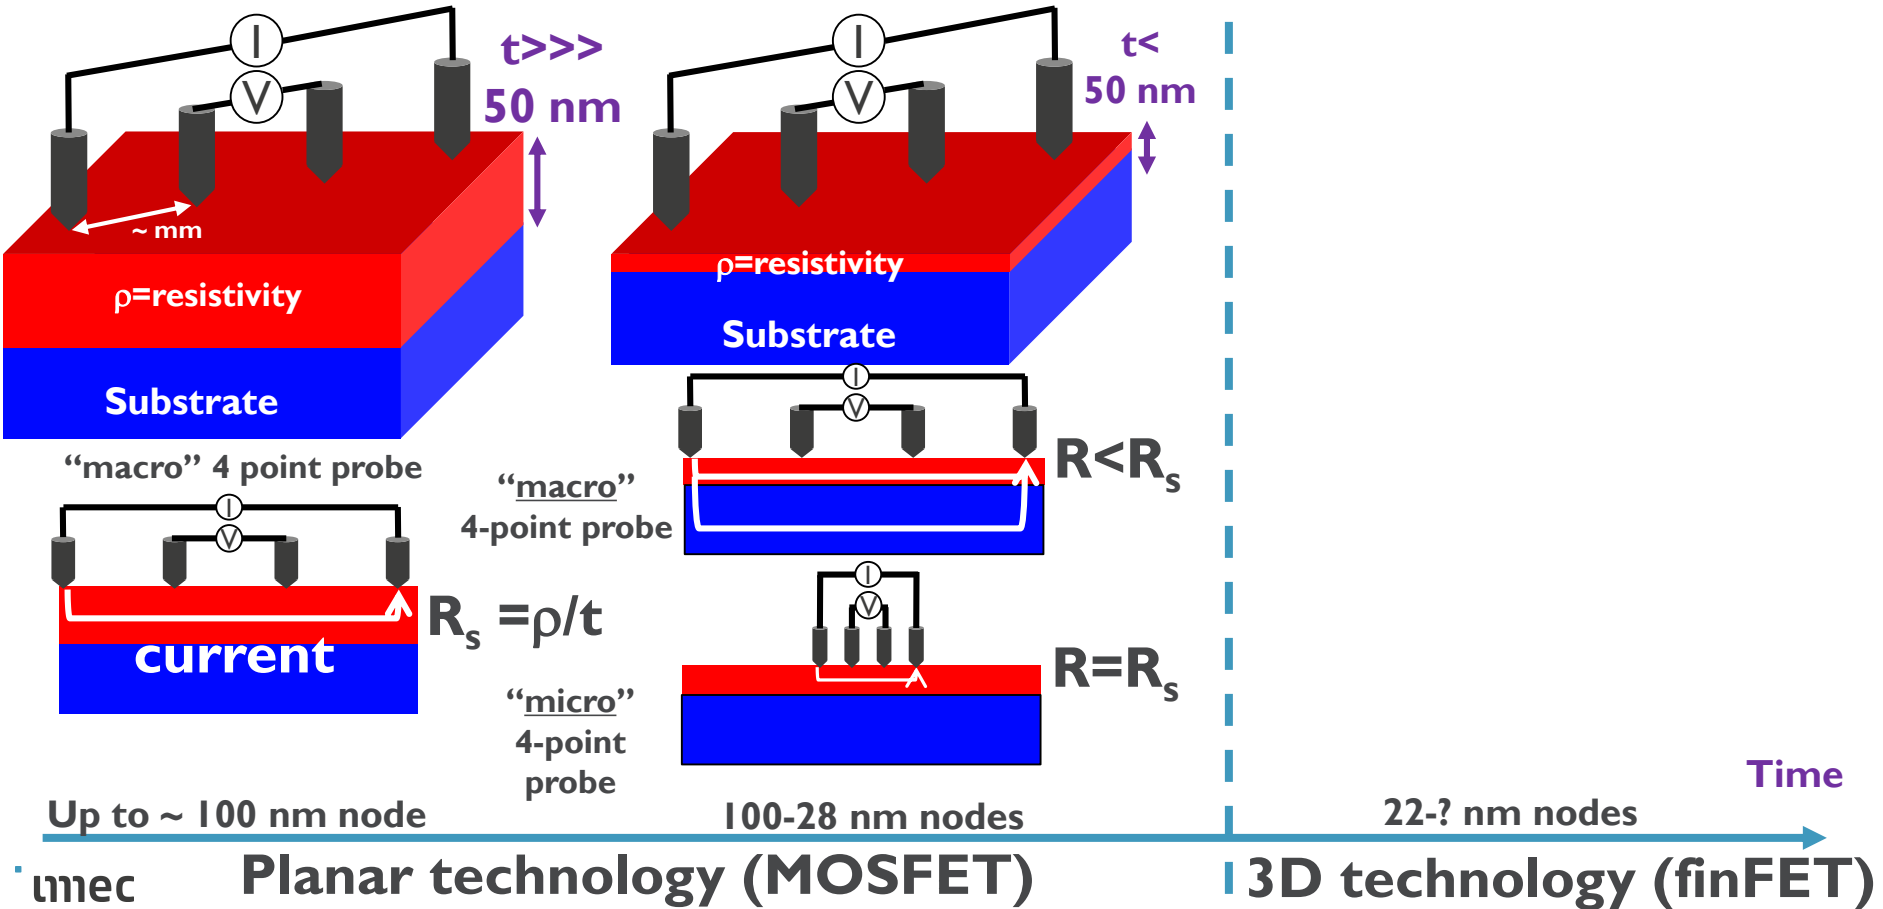 I
V
t>>>
50 nm
~ mm
ρ=resistivity
Substrate
"macro" 4 point probe
I
V
Rs =ρ/t
current
I
V
t<
50 nm
ρ=resistivity
Substrate
I
V
"macro"
4-point probe
R<Rs
I
V
"micro"
4-point
probe
R=Rs
Time
Up to ~ 100 nm node
100-28 nm nodes
22-? nm nodes
imec
Planar technology (MOSFET)
3D technology (finFET)